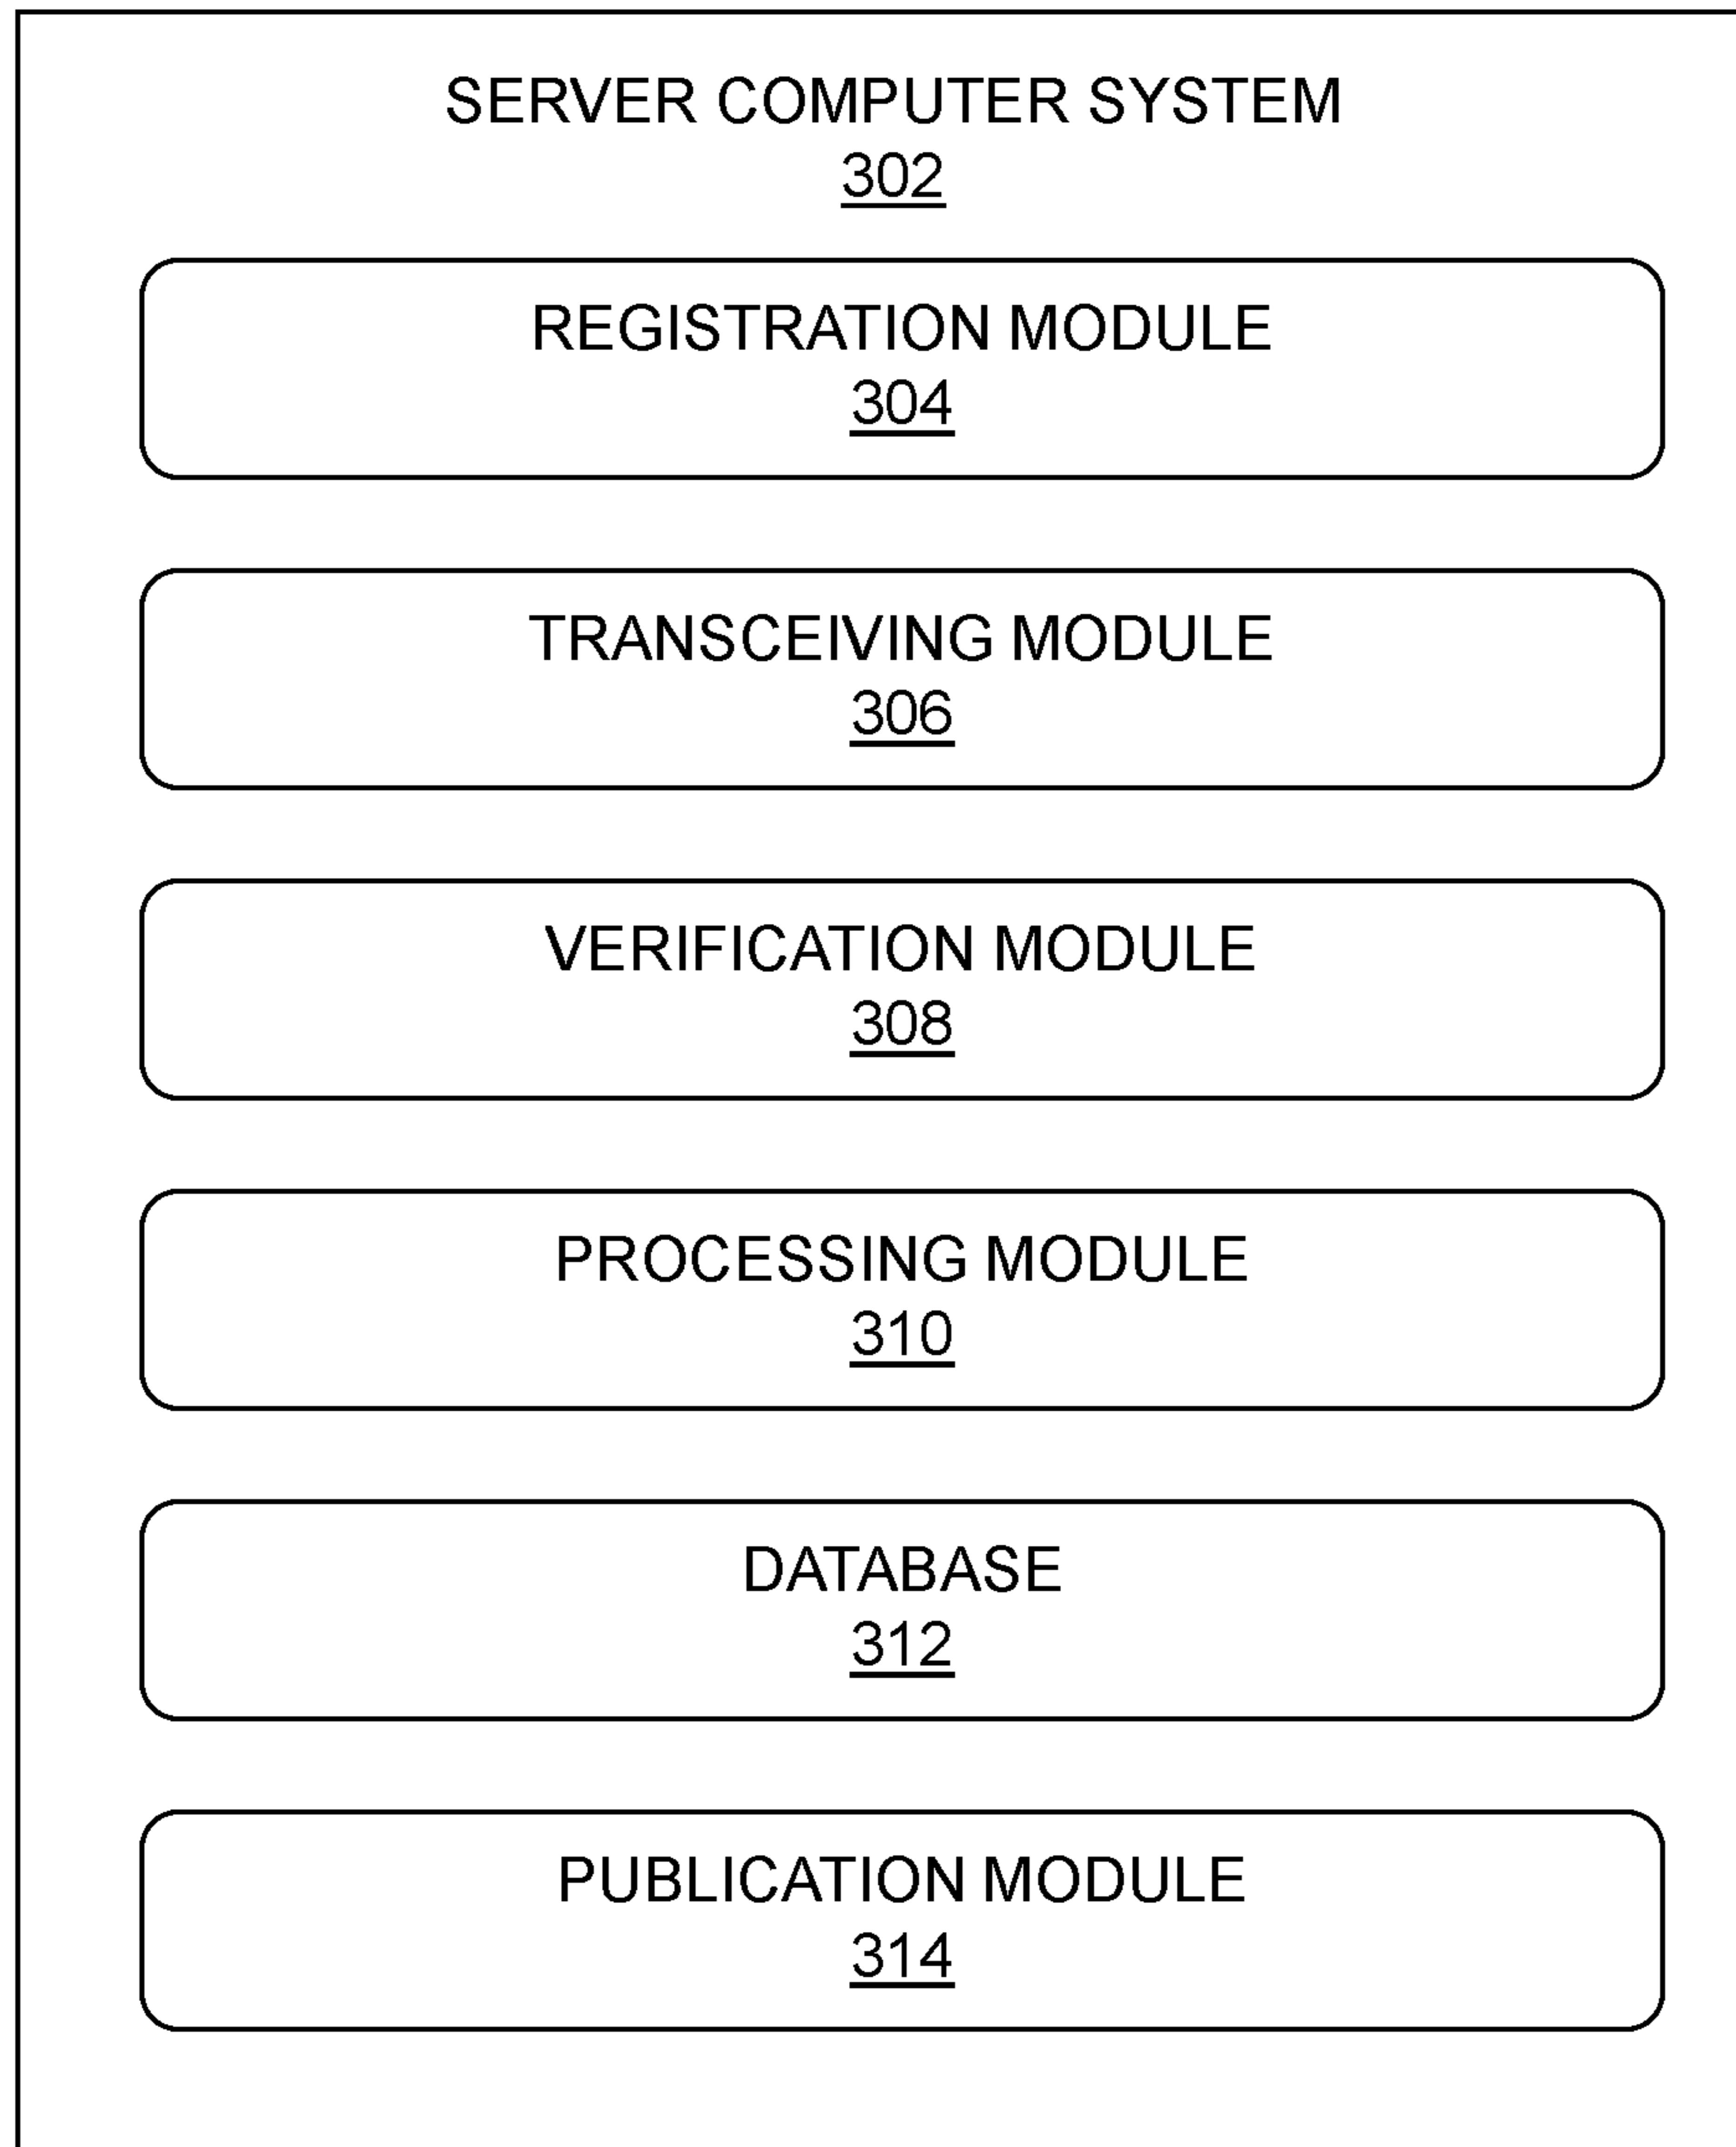 SERVER COMPUTER SYSTEM
302
REGISTRATION MODULE
304
TRANSCEIVING MODULE
306
VERIFICATION MODULE
308
PROCESSING MODULE
310
DATABASE
312
PUBLICATION MODULE
314